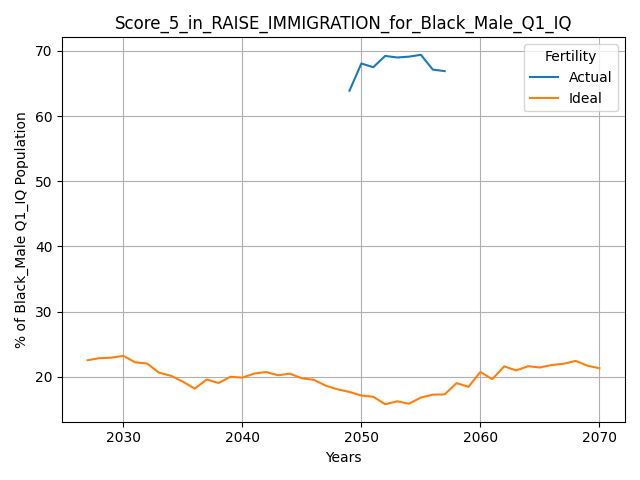 Score_5_in_RAISE_IMMIGRATION_for_Black_Male_Q1_IQ
70
60
50
40
30
20
% of Black_Male Q1_IQ Population
Fertility
Actual
Ideal
2030 2040 2050 2060 2070
Years